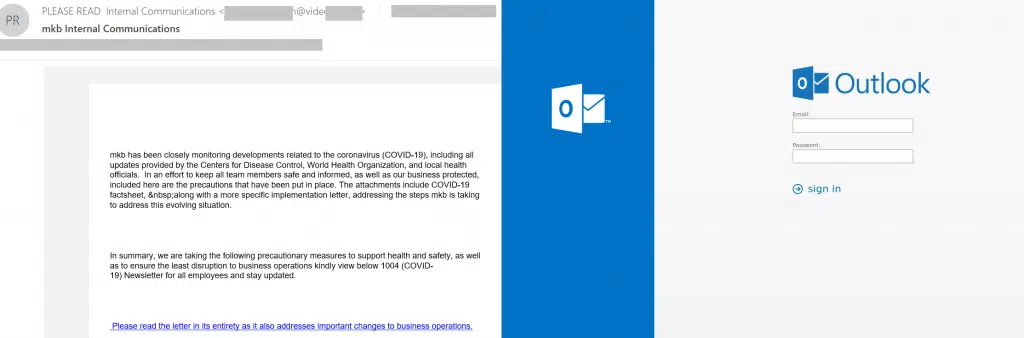 PR
PLEASE READ Internal Communications < @vide >
mkb Internal Communications
mkb has been closely monitoring developments related to the coronavirus (COVID-19), including all
updates provided by the Centers for Disease Control, World Health Organization, and local health
officials.  In an effort to keep all team members safe and informed, as well as our business protected,
included here are the precautions that have been put in place. The attachments include COVID-19
factsheet, &nbsp;along with a more specific implementation letter, addressing the steps mkb is taking
to address this evolving situation.
In summary, we are taking the following precautionary measures to support health and safety, as well
as to ensure the least disruption to business operations kindly view below 1004 (COVID-
19) Newsletter for all employees and stay updated.
Please read the letter in its entirety as it also addresses important changes to business operations.
O
TM
O
Outlook
Email:
Password:
sign in